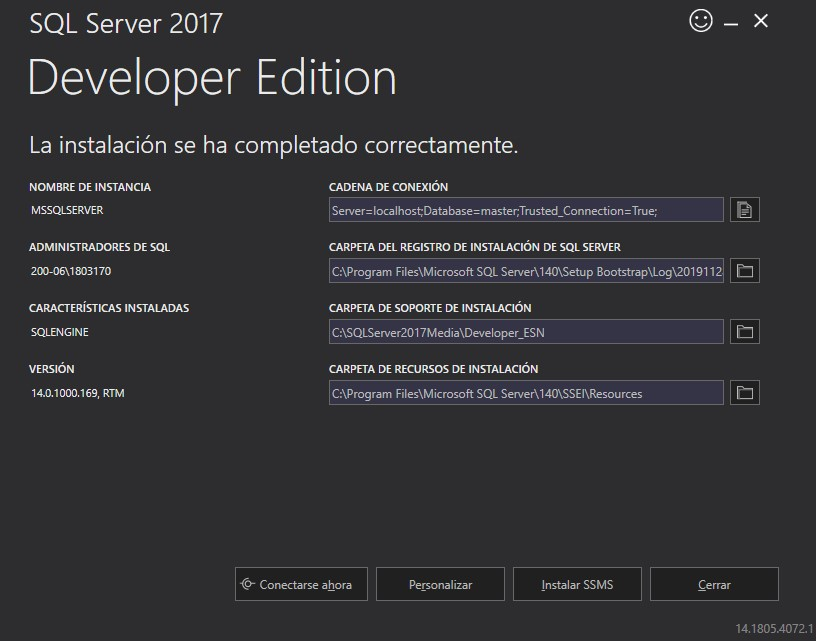 SQL Server 2017
Developer Edition
La instalación se ha completado correctamente.
NOMBRE DE INSTANCIA
MSSQLSERVER
CADENA DE CONEXIÓN
Server=localhost;Database=master;Trusted_Connection=True;
ADMINISTRADORES DE SQL
200-06\1803170
CARPETA DEL REGISTRO DE INSTALACIÓN DE SQL SERVER
C:\Program Files\Microsoft SQL Server\140\Setup Bootstrap\Log\2019112
CARACTERÍSTICAS INSTALADAS
SQLENGINE
CARPETA DE SOPORTE DE INSTALACIÓN
C:\SQLServer2017Media\Developer_ESN
VERSIÓN
14.0.1000.169, RTM
CARPETA DE RECURSOS DE INSTALACIÓN
C:\Program Files\Microsoft SQL Server\140\SSEI\Resources
Conectarse ahora
Personalizar
Instalar SSMS
Cerrar
14.1805.4072.1